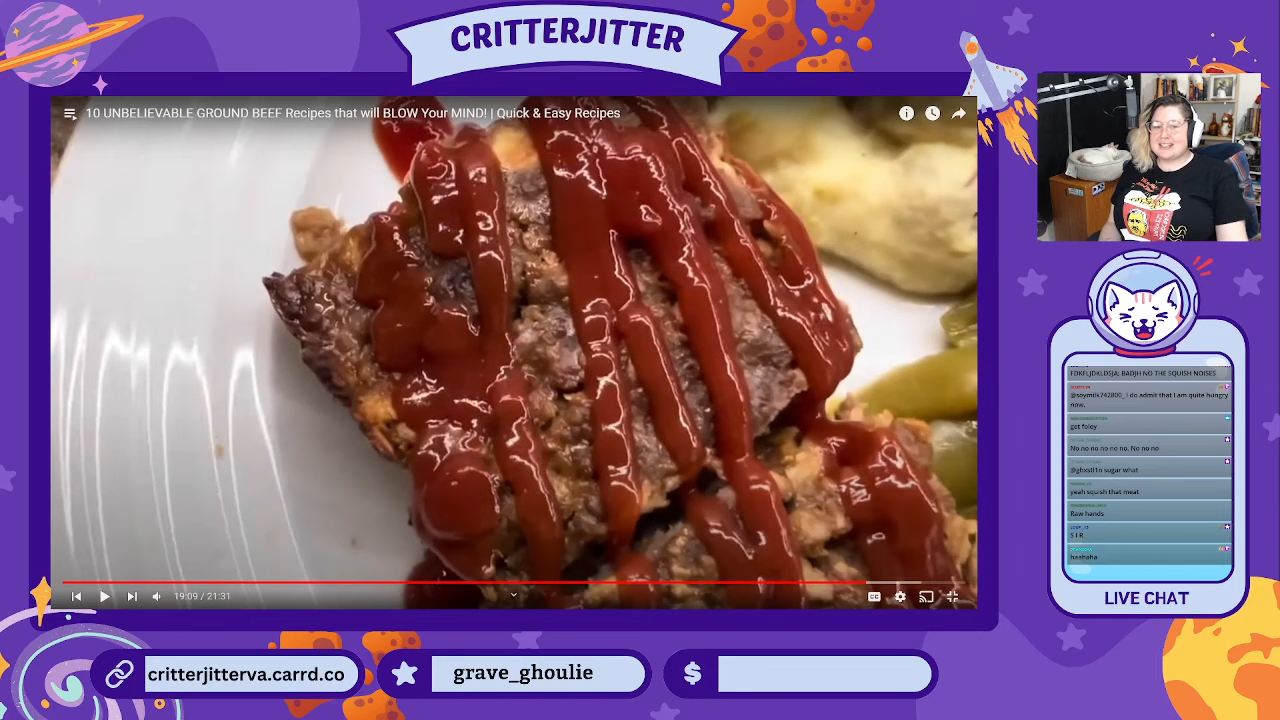 CRITTERJITTER
10 UNBELIEVABLE GROUND BEEF Recipes that will BLOW Your MIND! | Quick & Easy Recipes
19:09 / 21:31
FDKFLJDKLDSJA; BADJH NO THE SQUISH NOISES
@soymilk742800_ I do admit that I am quite hungry
now.
got foley
No no no no no. No no no
@ghxstl1n sugar what
yeah squish that meat
Raw hands
S I R
haahaha
LIVE CHAT
critterjitterva.carrd.co
grave_ghoulie
$